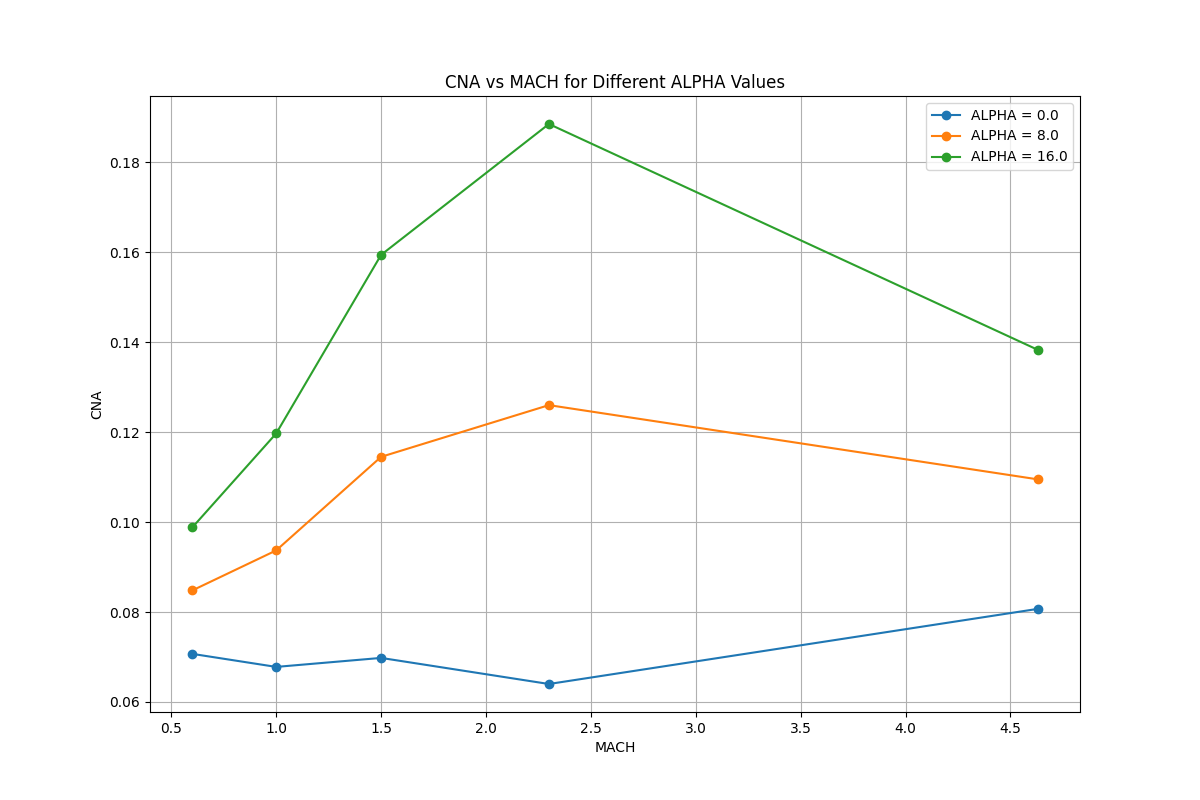 CNA vs MACH for Different ALPHA Values
ALPHA = 0.0
ALPHA = 8.0
ALPHA = 16.0
CNA
0.18
0.16
0.14
0.12
0.10
0.08
0.06
0.5 1.0 1.5 2.0 2.5 3.0 3.5 4.0 4.5
MACH